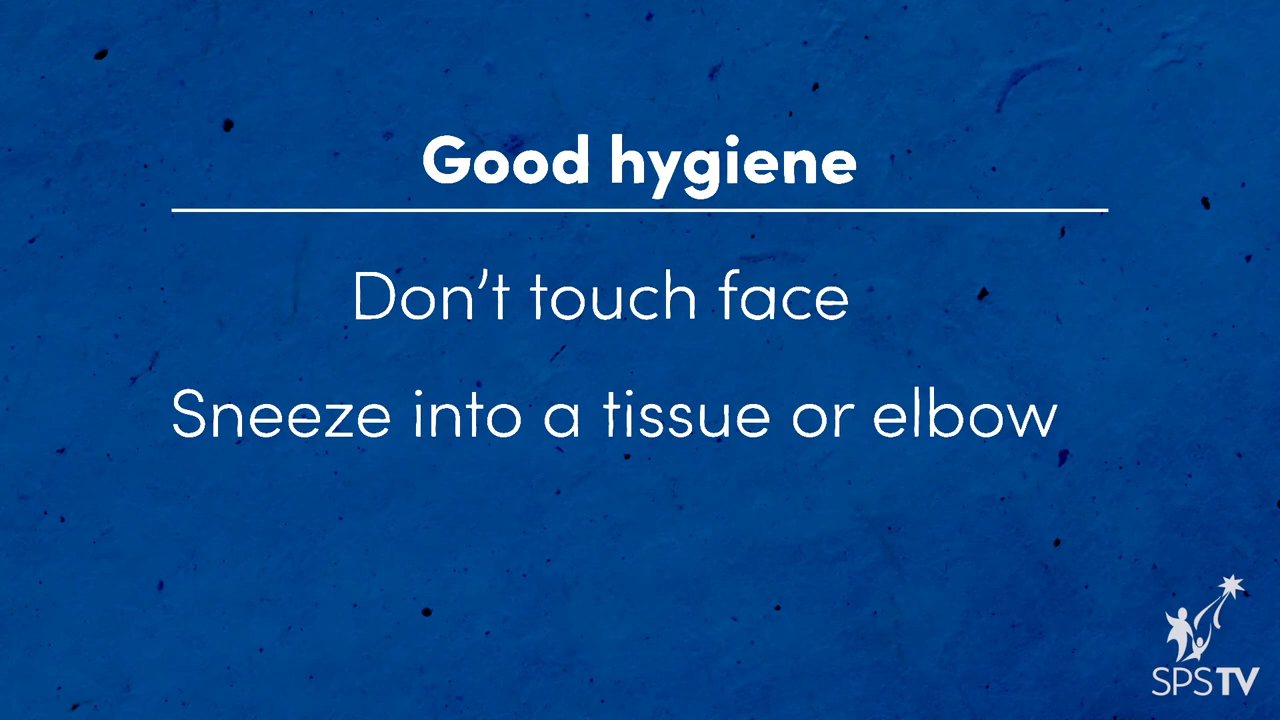 Good hygiene
Don’t touch face
Sneeze into a tissue or elbow
SPSTV